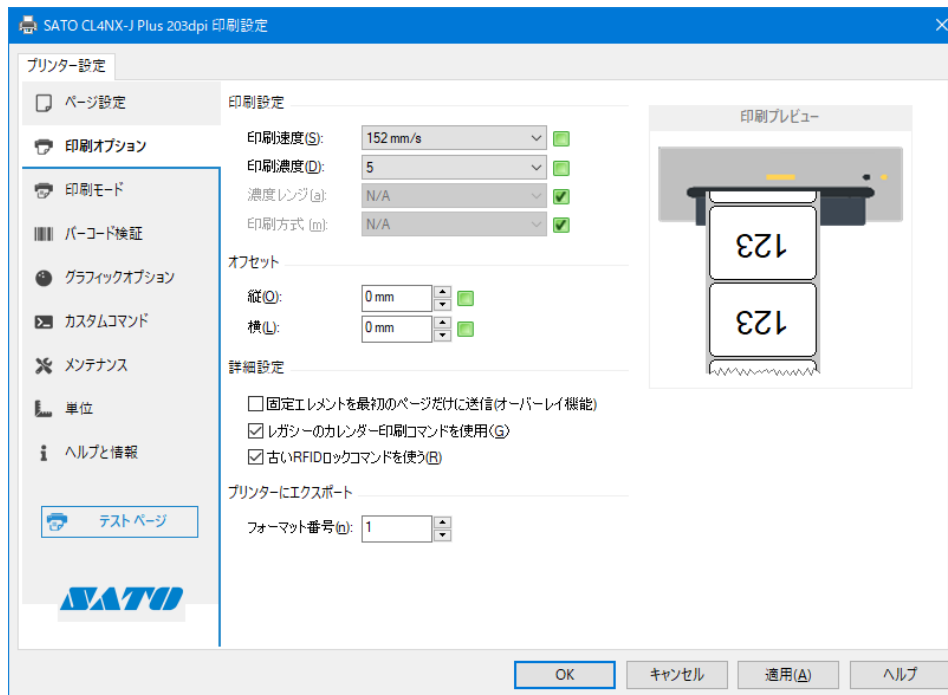 SATO CL4NX-J Plus 203dpi 印刷設定
プリンター設定
ページ設定
印刷オプション
印刷モード
バーコード検証
グラフィックオプション
カスタムコマンド
メンテナンス
単位
ヘルプと情報
テスト ページ
SATO
印刷設定
印刷速度(S): 152 mm/s
印刷濃度(D): 5
濃度レンジ(a): N/A
印刷方式 (m): N/A
オフセット
縦(O): 0 mm
横(L): 0 mm
詳細設定
固定エレメントを最初のページだけに送信(オーバーレイ機能)
レガシーのカレンダー印刷コマンドを使用(G)
古いRFIDロックコマンドを使う(R)
プリンターにエクスポート
フォーマット番号(n): 1
印刷プレビュー
123
123
OK キャンセル 適用(A) ヘルプ